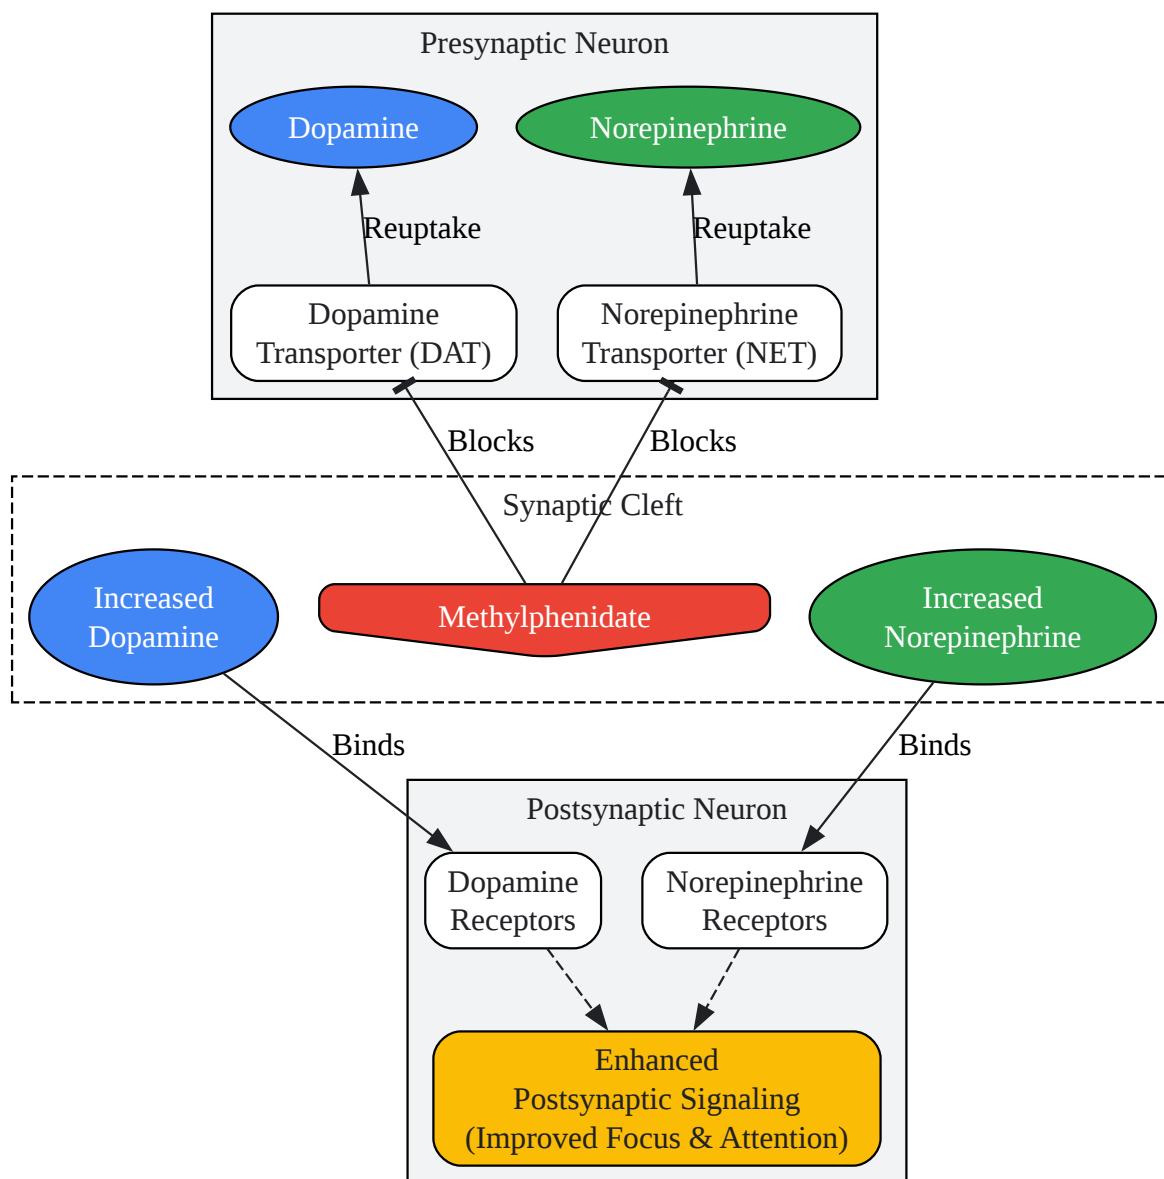 Presynaptic Neuron
Dopamine
Norepinephrine
Reuptake
Reuptake
Dopamine
Transporter (DAT)
Norepinephrine
Transporter (NET)
Blocks
Blocks
Synaptic Cleft
Increased
Dopamine
Methylphenidate
Increased
Norepinephrine
Binds
Binds
Postsynaptic Neuron
Dopamine
Receptors
Norepinephrine
Receptors
Enhanced
Postsynaptic Signaling
(Improved Focus & Attention)